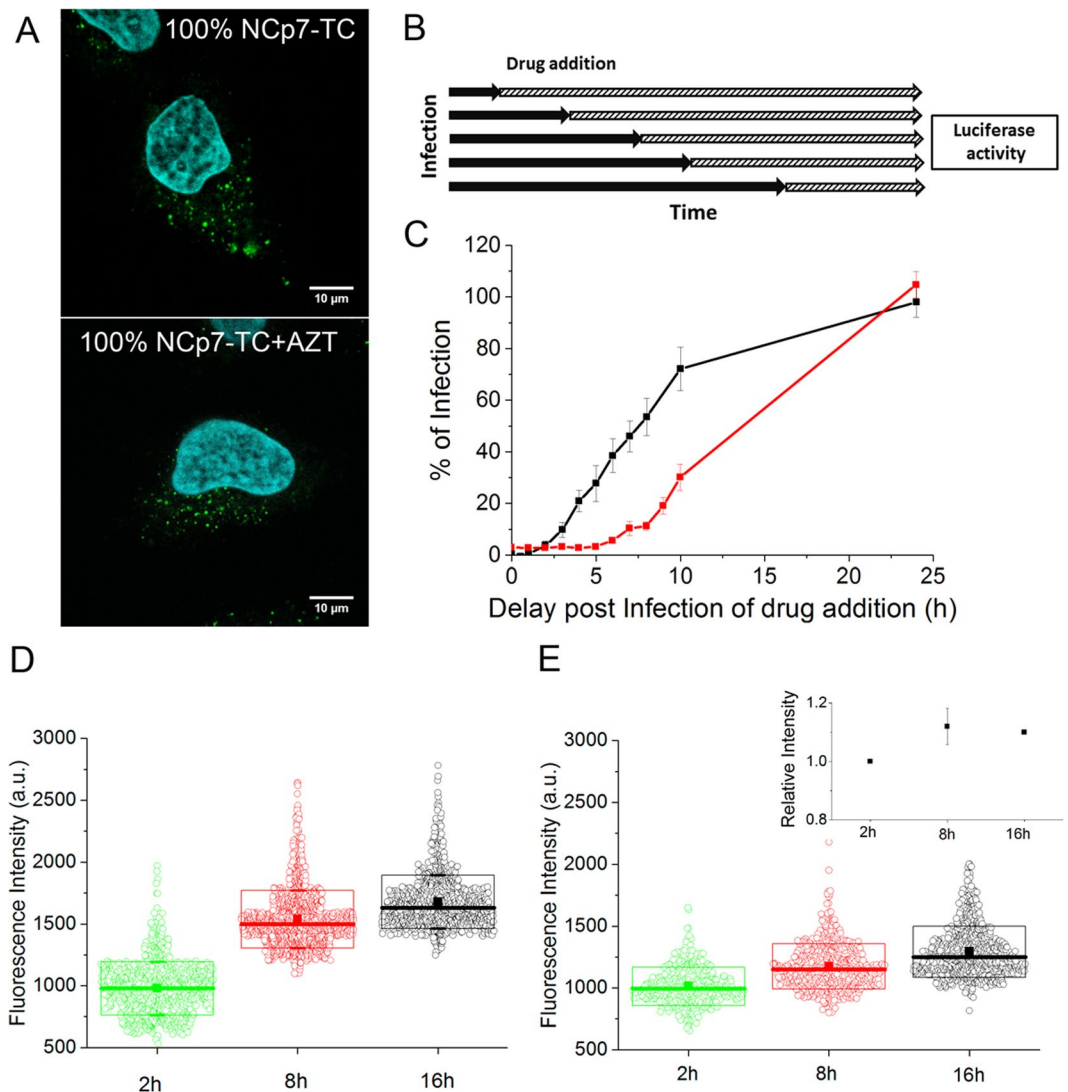 A
100% NCp7-TC
10 µm
100% NCp7-TC+AZT
10 µm
B
Drug addition
Infection
Luciferase
activity
Time
C
120
100
80
60
40
20
0
% of Infection
0 5 10 15 20 25
Delay post Infection of drug addition (h)
D
3000
2500
2000
1500
1000
500
Fluorescence Intensity (a.u.)
2h 8h 16h
E
1.2
1.0
0.8
Relative Intensity
2h 8h 16h
3000
2500
2000
1500
1000
500
Fluorescence Intensity (a.u.)
2h 8h 16h